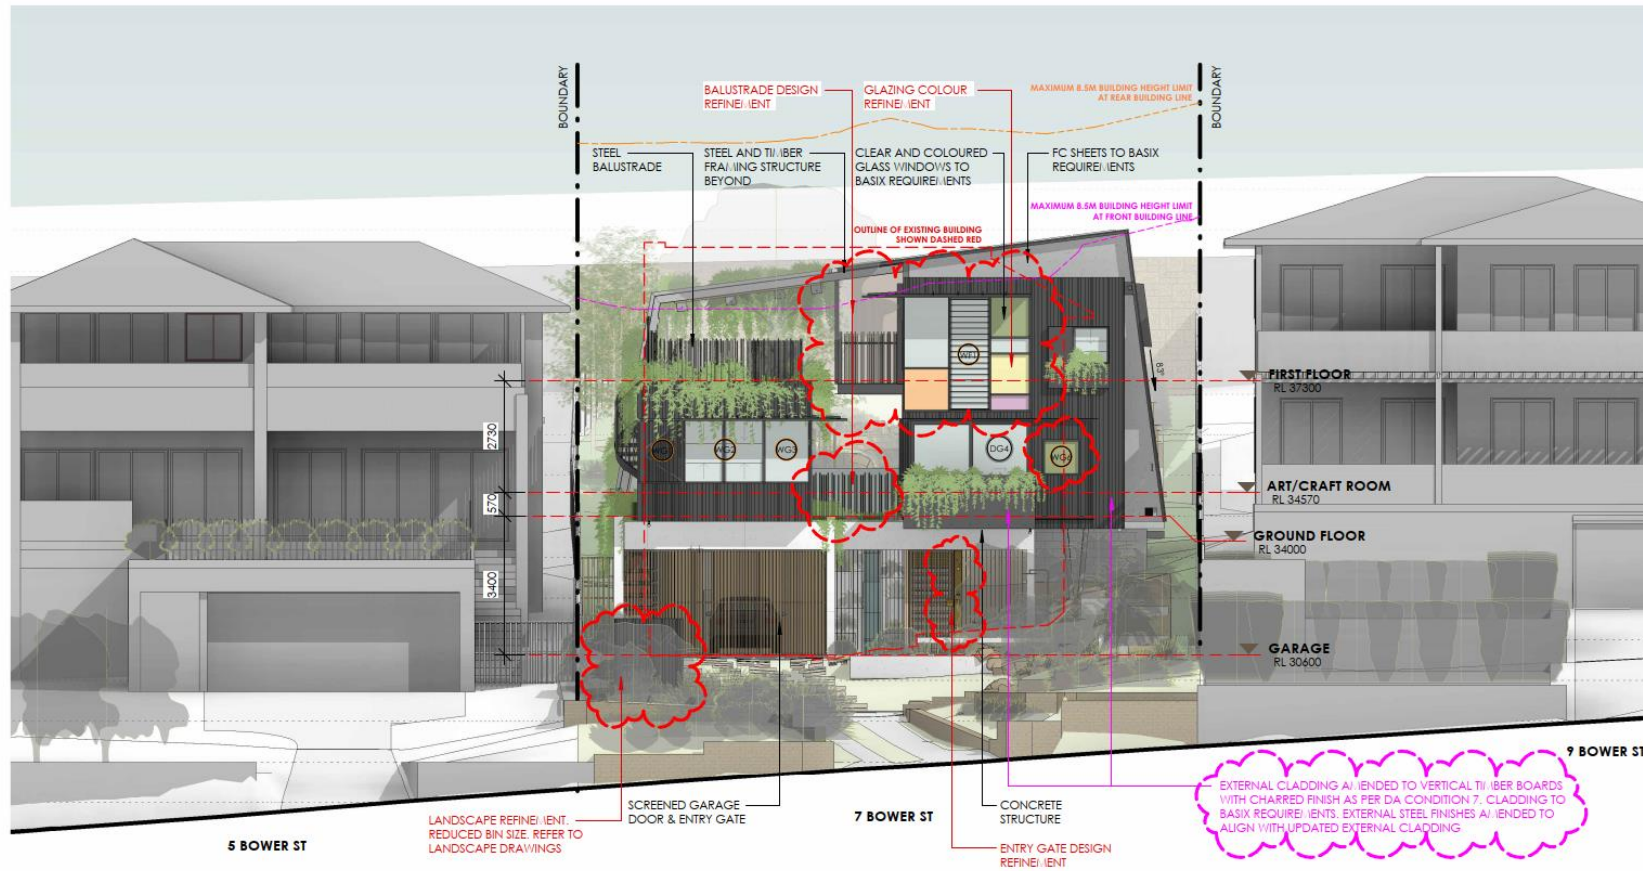 BOUNDARY
BALUSTRADE DESIGN
REFINEMENT
GLAZING COLOUR
REFINEMENT
MAXIMUM 8.5M BUILDING HEIGHT LIMIT
AT REAR BUILDING LINE
BOUNDARY
STEEL
BALUSTRADE
STEEL AND TIMBER
FRAMING STRUCTURE
BEYOND
CLEAR AND COLOURED
GLASS WINDOWS TO
BASIX REQUIREMENTS
FC SHEETS TO BASIX
REQUIREMENTS
MAXIMUM 8.5M BUILDING HEIGHT LIMIT
AT FRONT BUILDING LINE
OUTLINE OF EXISTING BUILDING
SHOWN DASHED RED
FIRST FLOOR
RL 37300
2730
WG2
WG3
DG4
WG6
570
ART/CRAFT ROOM
RL 34570
GROUND FLOOR
RL 34000
3400
GARAGE
RL 30600
9 BOWER ST
EXTERNAL CLADDING AMENDED TO VERTICAL TIMBER BOARDS
WITH CHARRED FINISH AS PER DA CONDITION 7. CLADDING TO
BASIX REQUIREMENTS. EXTERNAL STEEL FINISHES AMENDED TO
ALIGN WITH UPDATED EXTERNAL CLADDING
SCREENED GARAGE
DOOR & ENTRY GATE
7 BOWER ST
CONCRETE
STRUCTURE
LANDSCAPE REFINEMENT.
REDUCED BIN SIZE. REFER TO
LANDSCAPE DRAWINGS
5 BOWER ST
ENTRY GATE DESIGN
REFINEMENT